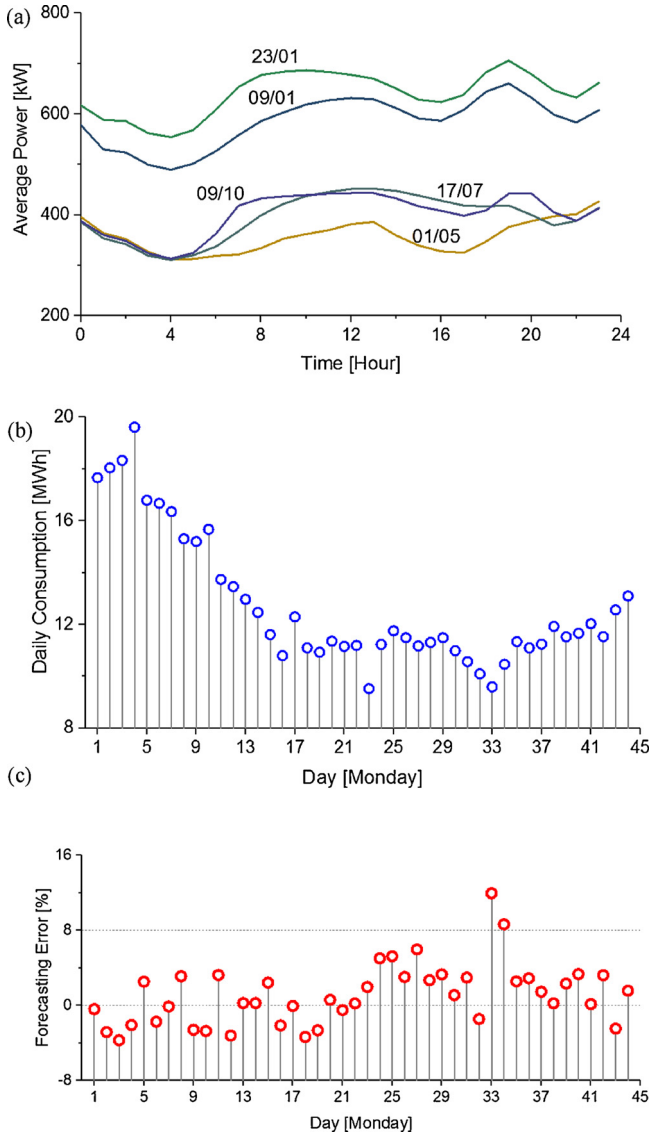 (a)
800
600
400
200
Average Power [kW]
23/01
09/01
09/10
17/07
01/05
0 4 8 12 16 20 24
Time [Hour]
(b)
20
16
12
8
Daily Consumption [MWh]
1 5 9 13 17 21 25 29 33 37 41 45
Day [Monday]
(c)
16
8
0
-8
Forecasting Error [%]
1 5 9 13 17 21 25 29 33 37 41 45
Day [Monday]